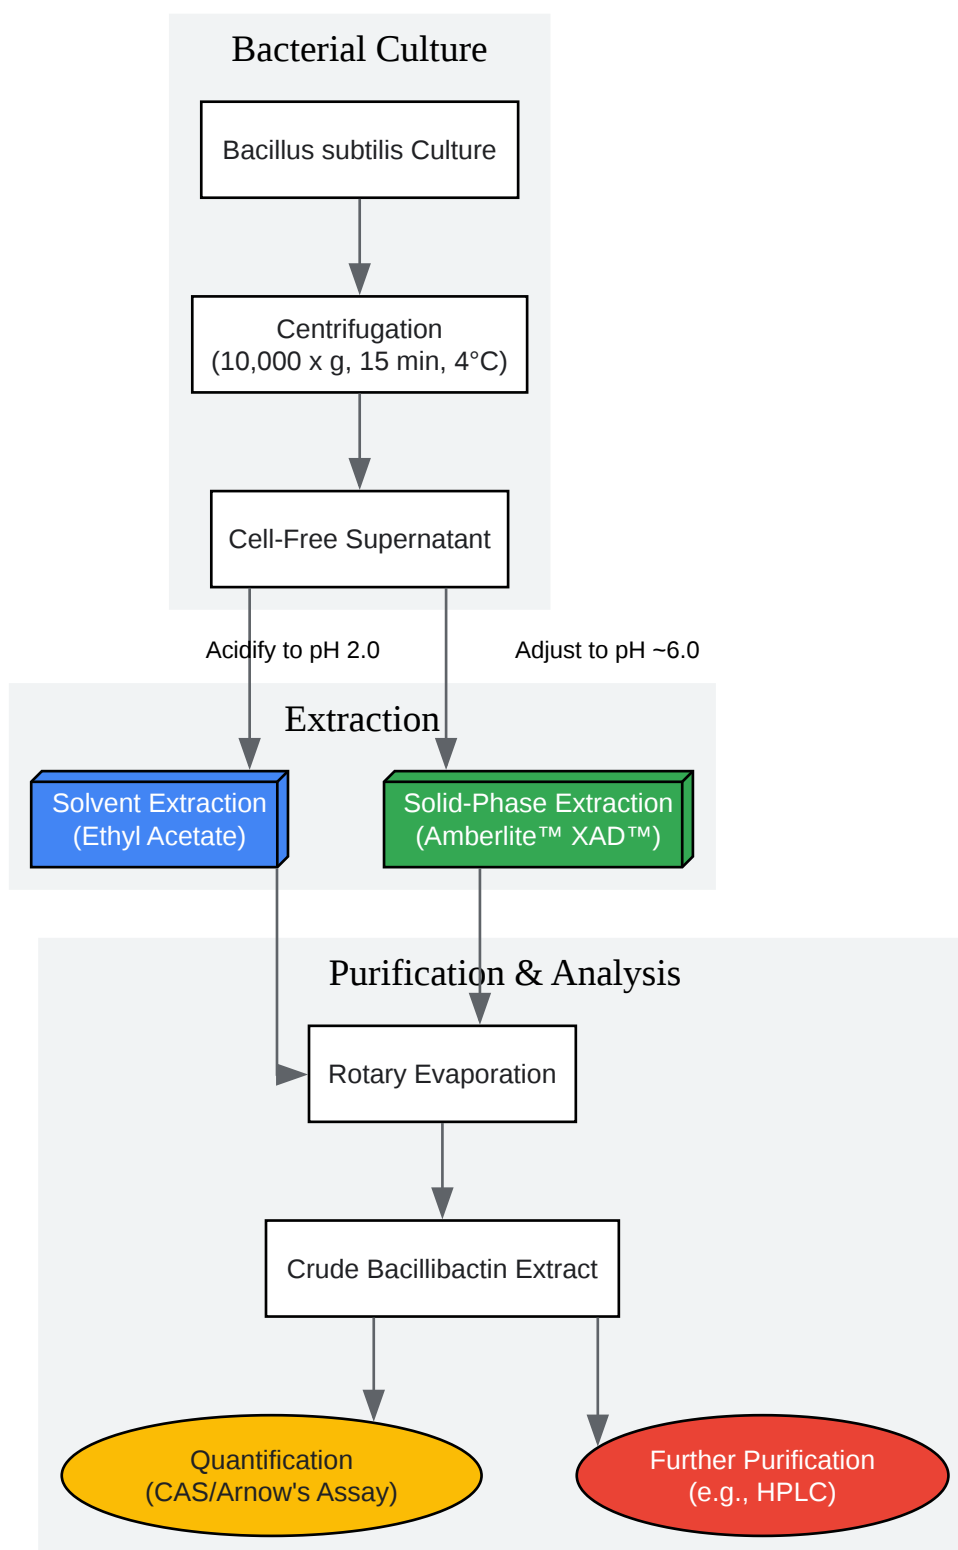 Bacterial Culture
Bacillus subtilis Culture
Centrifugation
(10,000 x g, 15 min, 4°C)
Cell-Free Supernatant
Acidify to pH 2.0
Adjust to pH ~6.0
Extraction
Solvent Extraction
(Ethyl Acetate)
Solid-Phase Extraction
(Amberlite™ XAD™)
Purification & Analysis
Rotary Evaporation
Crude Bacillibactin Extract
Quantification
(CAS/Arnow's Assay)
Further Purification
(e.g., HPLC)